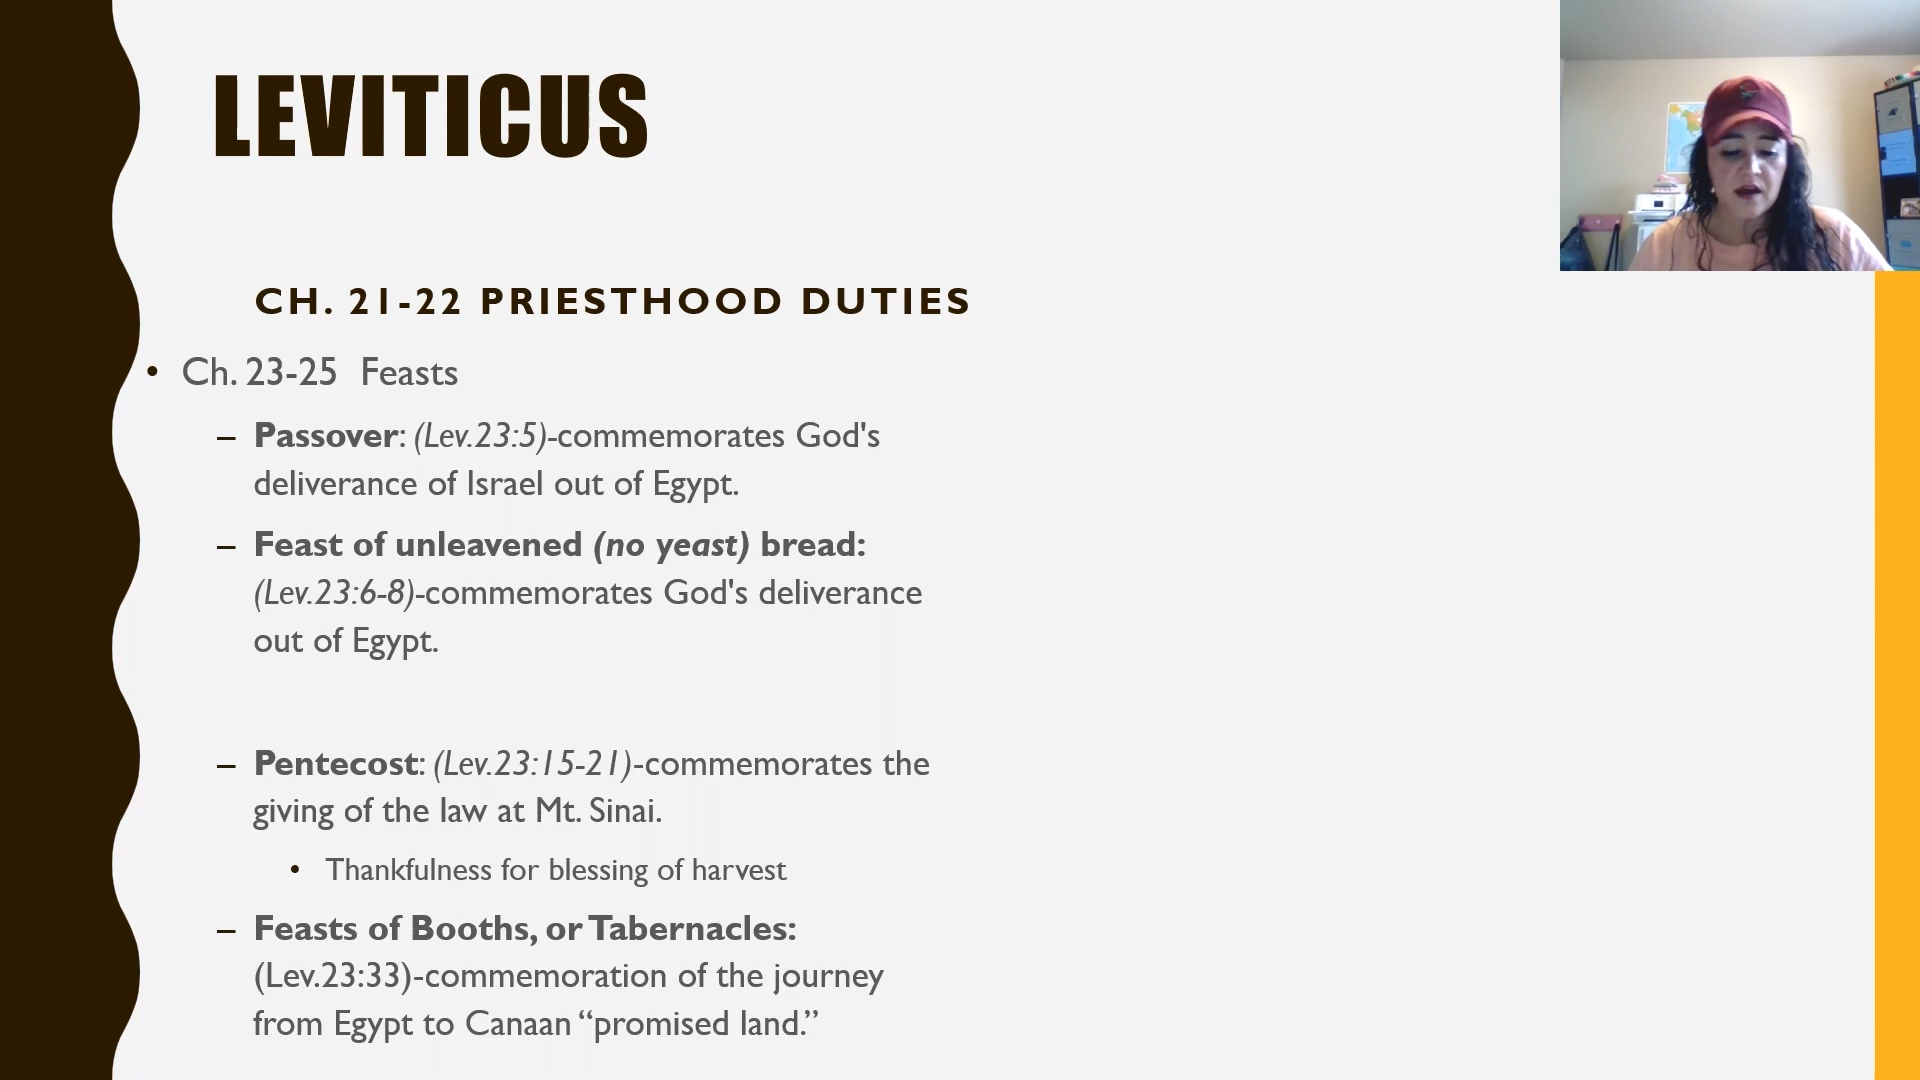 LEVITICUS
CH. 21-22 PRIESTHOOD DUTIES
• Ch. 23-25 Feasts
– Passover: (Lev.23:5)-commemorates God's
deliverance of Israel out of Egypt.
– Feast of unleavened (no yeast) bread:
(Lev.23:6-8)-commemorates God's deliverance
out of Egypt.
– Pentecost: (Lev.23:15-21)-commemorates the
giving of the law at Mt. Sinai.
• Thankfulness for blessing of harvest
– Feasts of Booths, or Tabernacles:
(Lev.23:33)-commemoration of the journey
from Egypt to Canaan “promised land.”